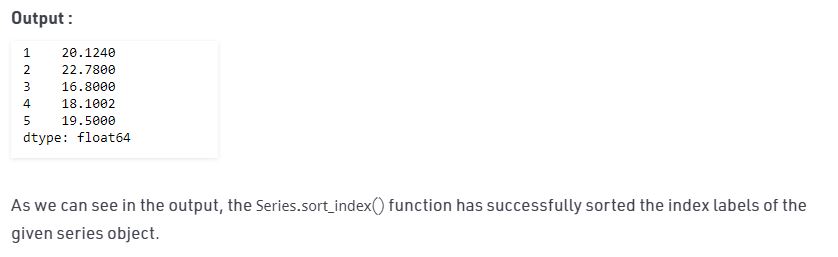 Output :
1    20.1240
2    22.7800
3    16.8000
4    18.1002
5    19.5000
dtype: float64
As we can see in the output, the Series.sort_index() function has successfully sorted the index labels of the
given series object.